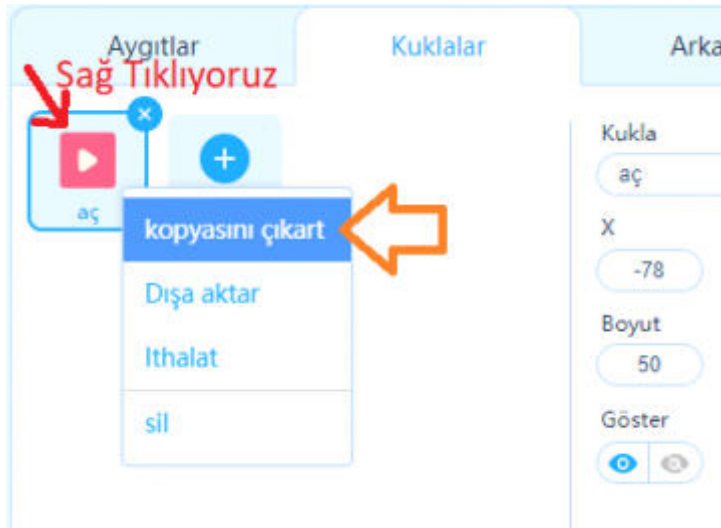 Aygıtlar
Kuklalar
Arka
Sağ Tıklıyoruz
aç
kopyasını çıkart
Dışa aktar
Ithalat
sil
Kukla
aç
X
-78
Boyut
50
Göster